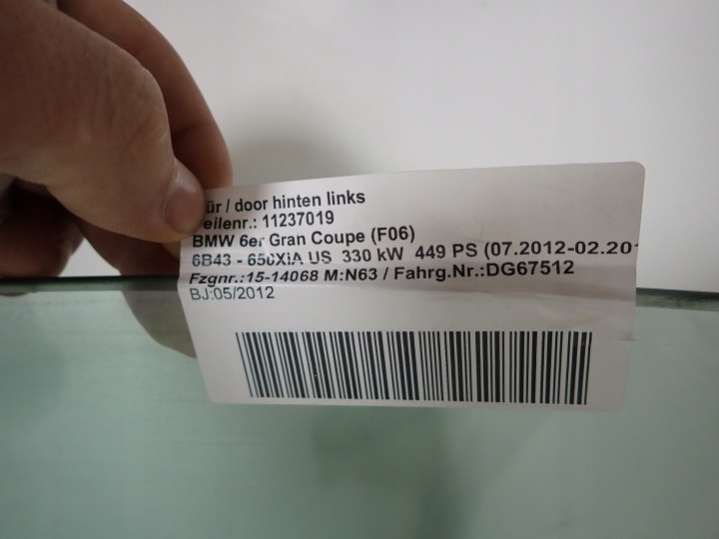 ür / door hinten links
eilenr.: 11237019
BMW 6er Gran Coupe (F06)
6B43 - 650XiA US 330 kW 449 PS (07.2012-02.201
Fzgnr.:15-14068 M:N63 / Fahrg.Nr.:DG67512
BJ:05/2012